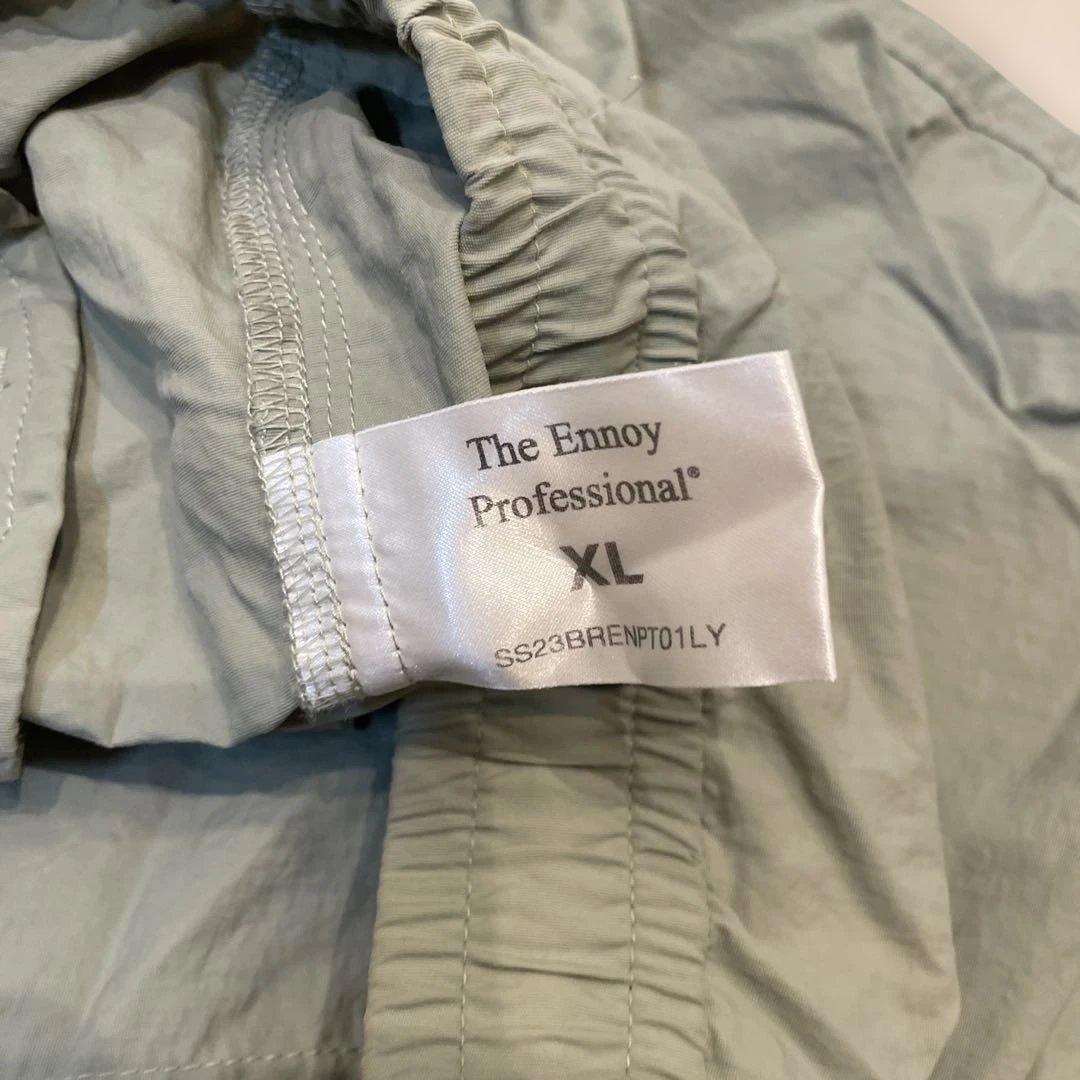 The Ennoy
Professional®
XL
SS23BRENPT01LY